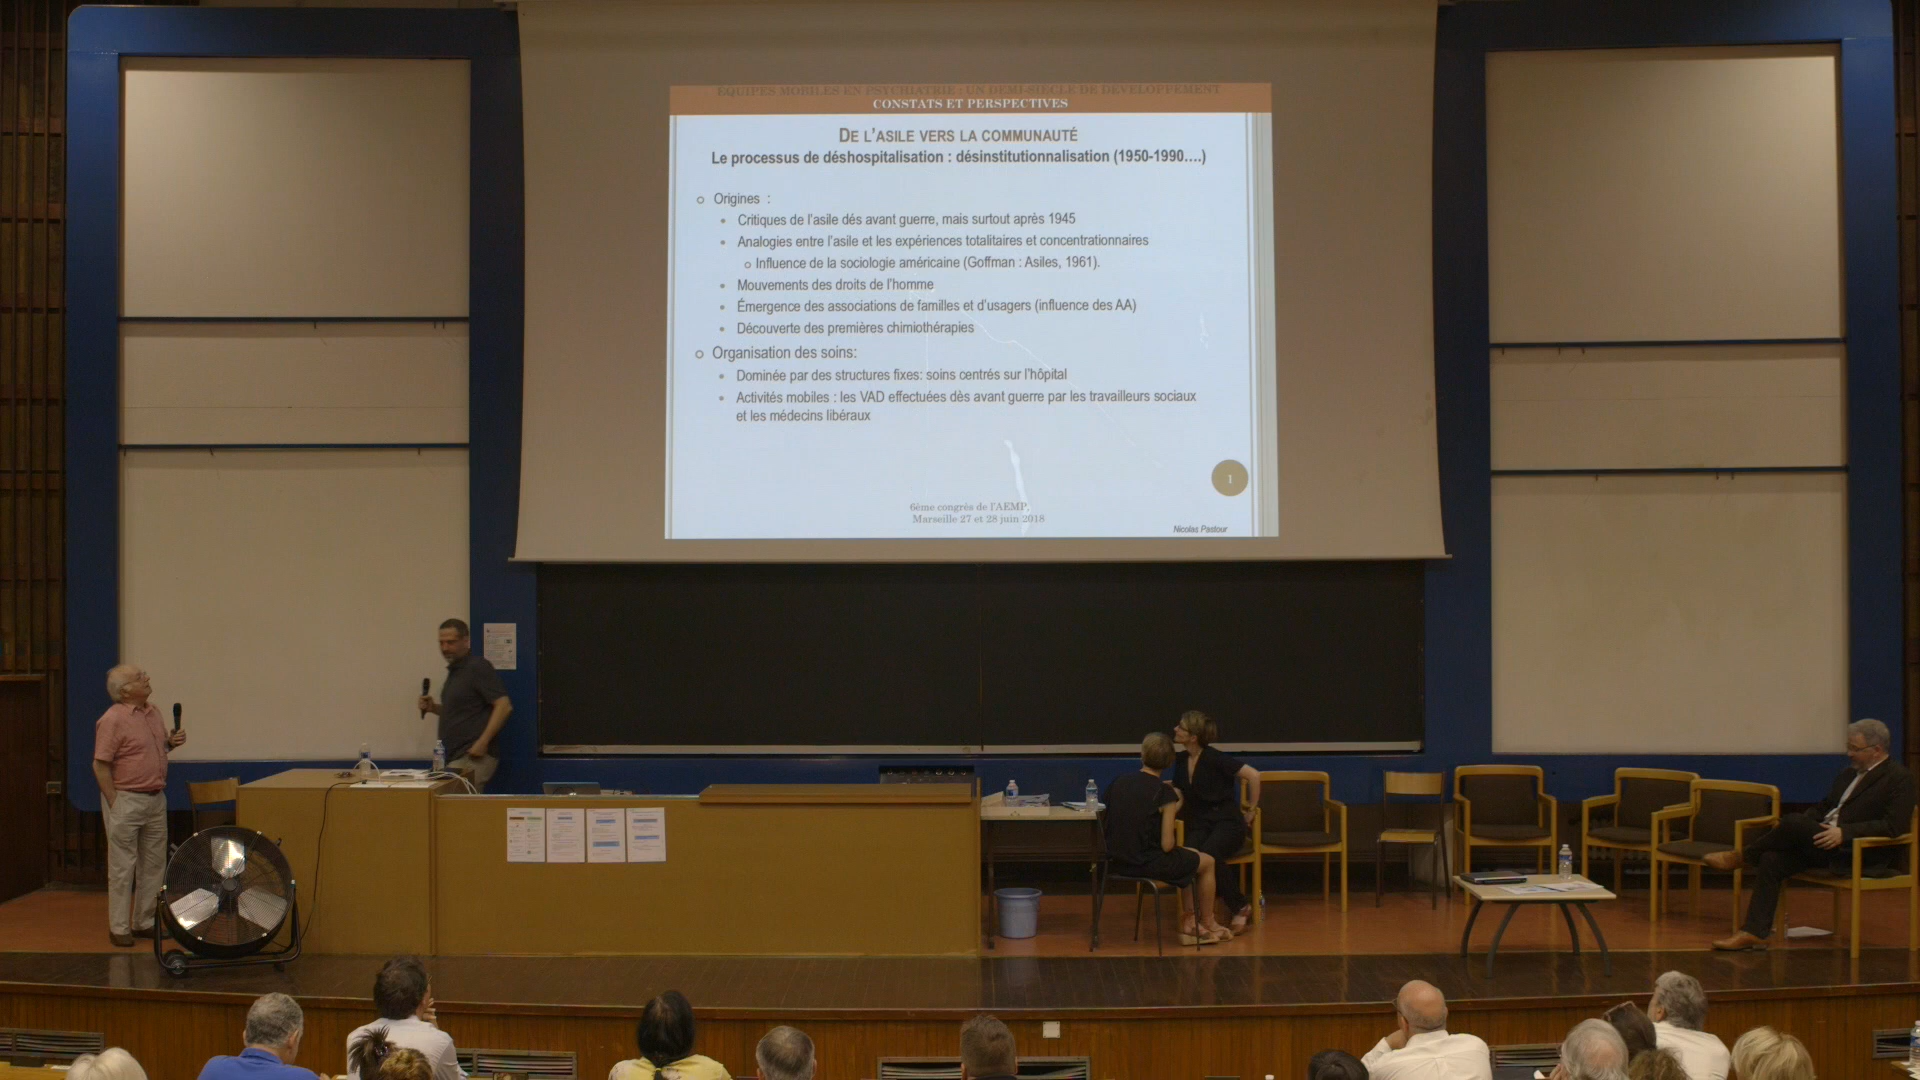 ÉQUIPES MOBILES EN PSYCHIATRIE : UN DEMI-SIÈCLE DE DÉVELOPPEMENT
CONSTATS ET PERSPECTIVES
DE L'ASILE VERS LA COMMUNAUTÉ
Le processus de déshospitalisation : désinstitutionnalisation (1950-1990….)
Origines :
Critiques de l'asile dés avant guerre, mais surtout après 1945
Analogies entre l'asile et les expériences totalitaires et concentrationnaires
Influence de la sociologie américaine (Goffman : Asiles, 1961).
Mouvements des droits de l'homme
Émergence des associations de familles et d'usagers (influence des AA)
Découverte des premières chimiothérapies
Organisation des soins:
Dominée par des structures fixes: soins centrés sur l'hôpital
Activités mobiles : les VAD effectuées dès avant guerre par les travailleurs sociaux
et les médecins libéraux
1
6ème congrès de l'AEMP,
Marseille 27 et 28 juin 2018
Nicolas Pastour